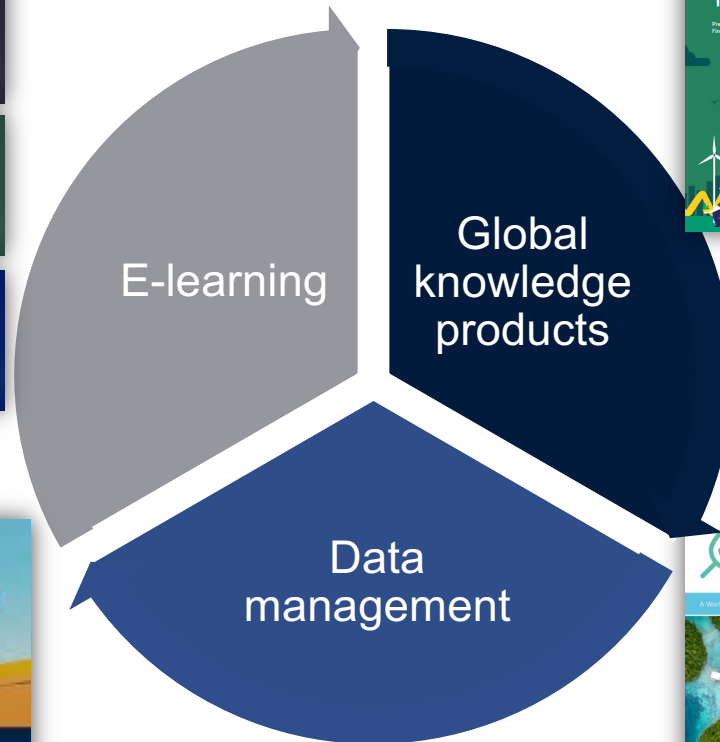 E-learning
Global
knowledge
products
Data
management